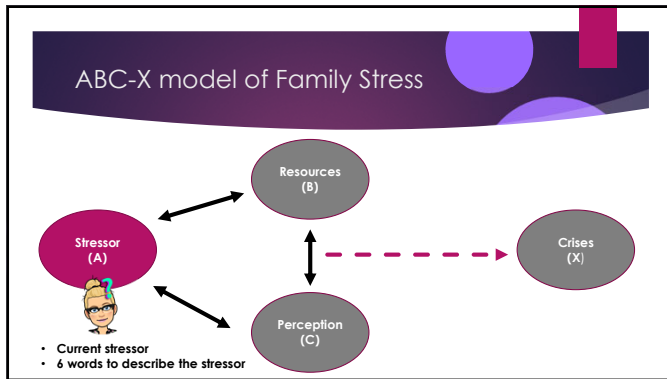 ABC-X model of Family Stress
Resources
(B)
Stressor
(A)
Crises
(X)
?
Perception
(C)
• Current stressor
• 6 words to describe the stressor